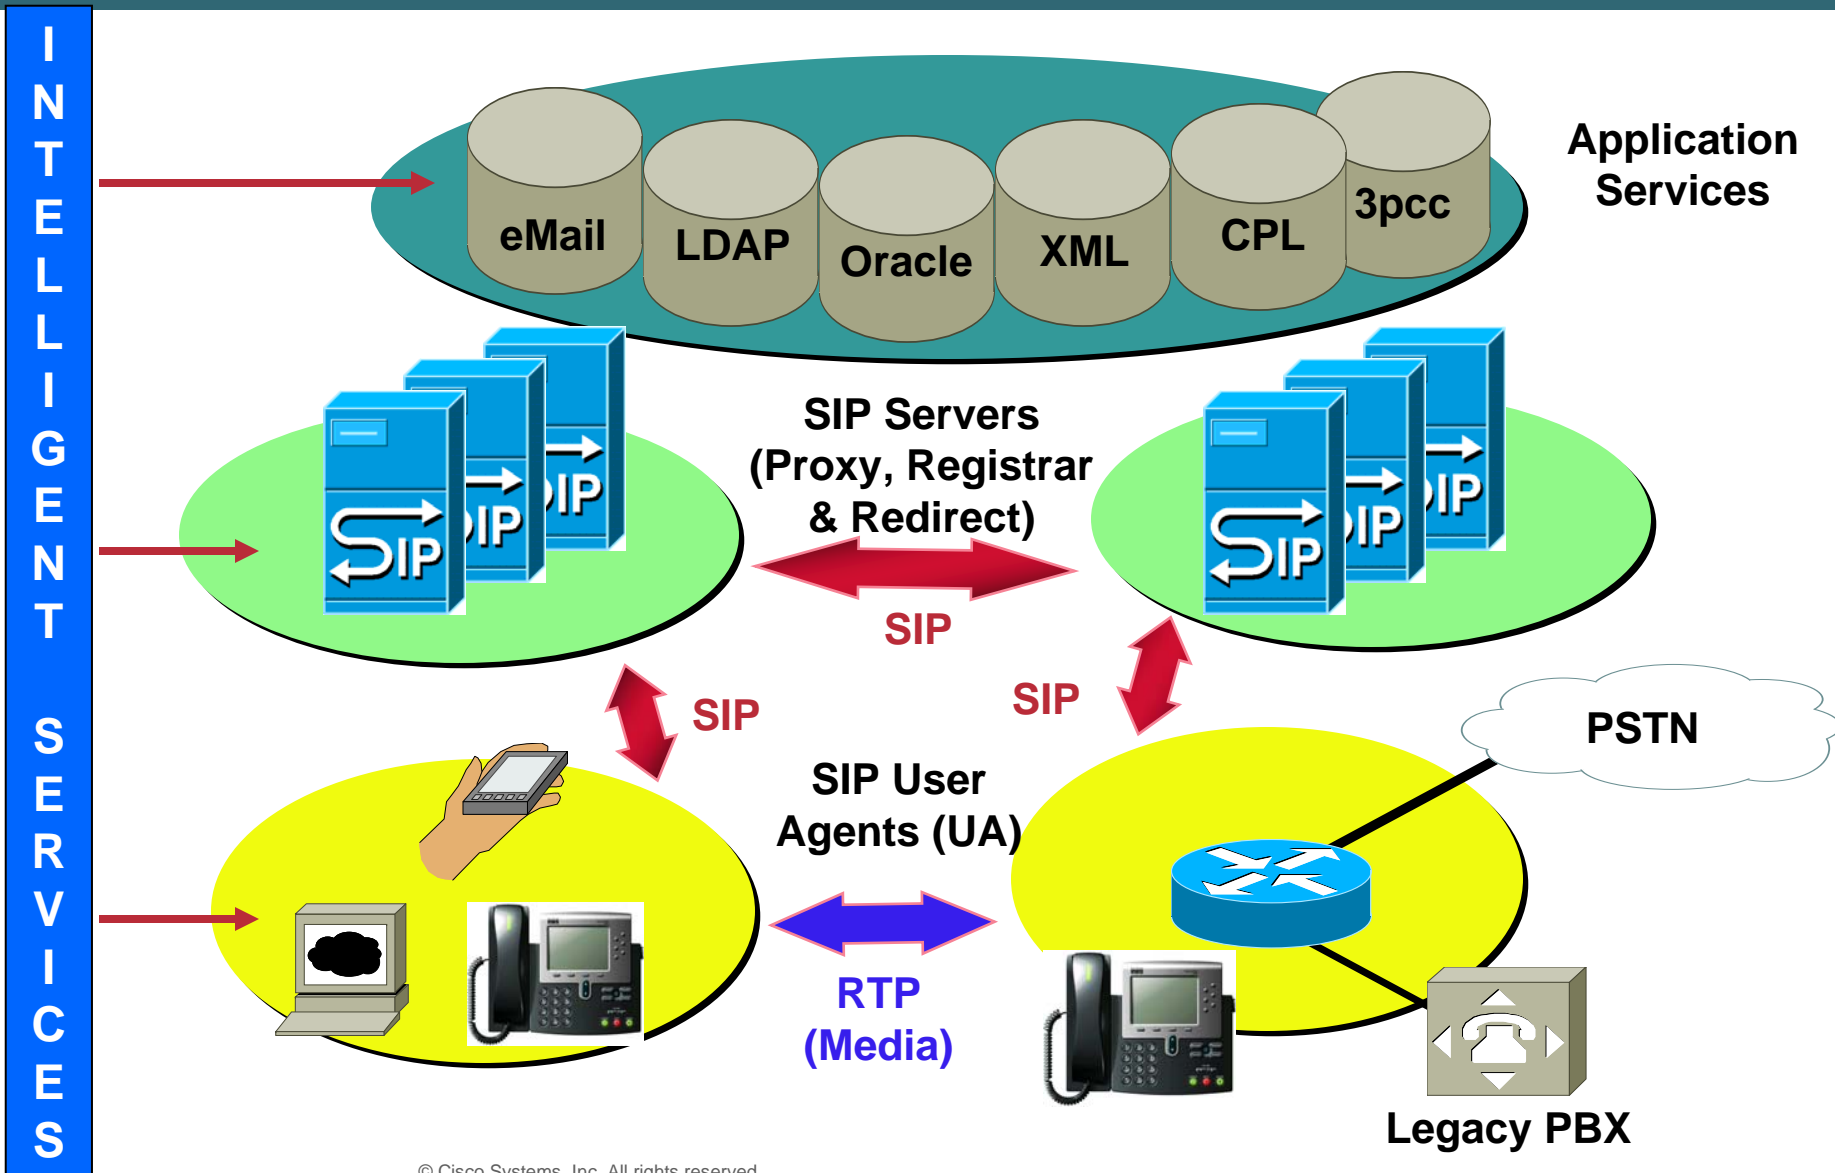 INTELLIGENT SERVICES
Application
Services
eMail
LDAP
Oracle
XML
CPL
3pcc
SIP Servers
(Proxy, Registrar
& Redirect)
SIP
SIP
SIP
SIP
SIP
SIP
SIP
SIP
SIP
PSTN
SIP User
Agents (UA)
RTP
(Media)
Legacy PBX
© Cisco Systems, Inc. All rights reserved